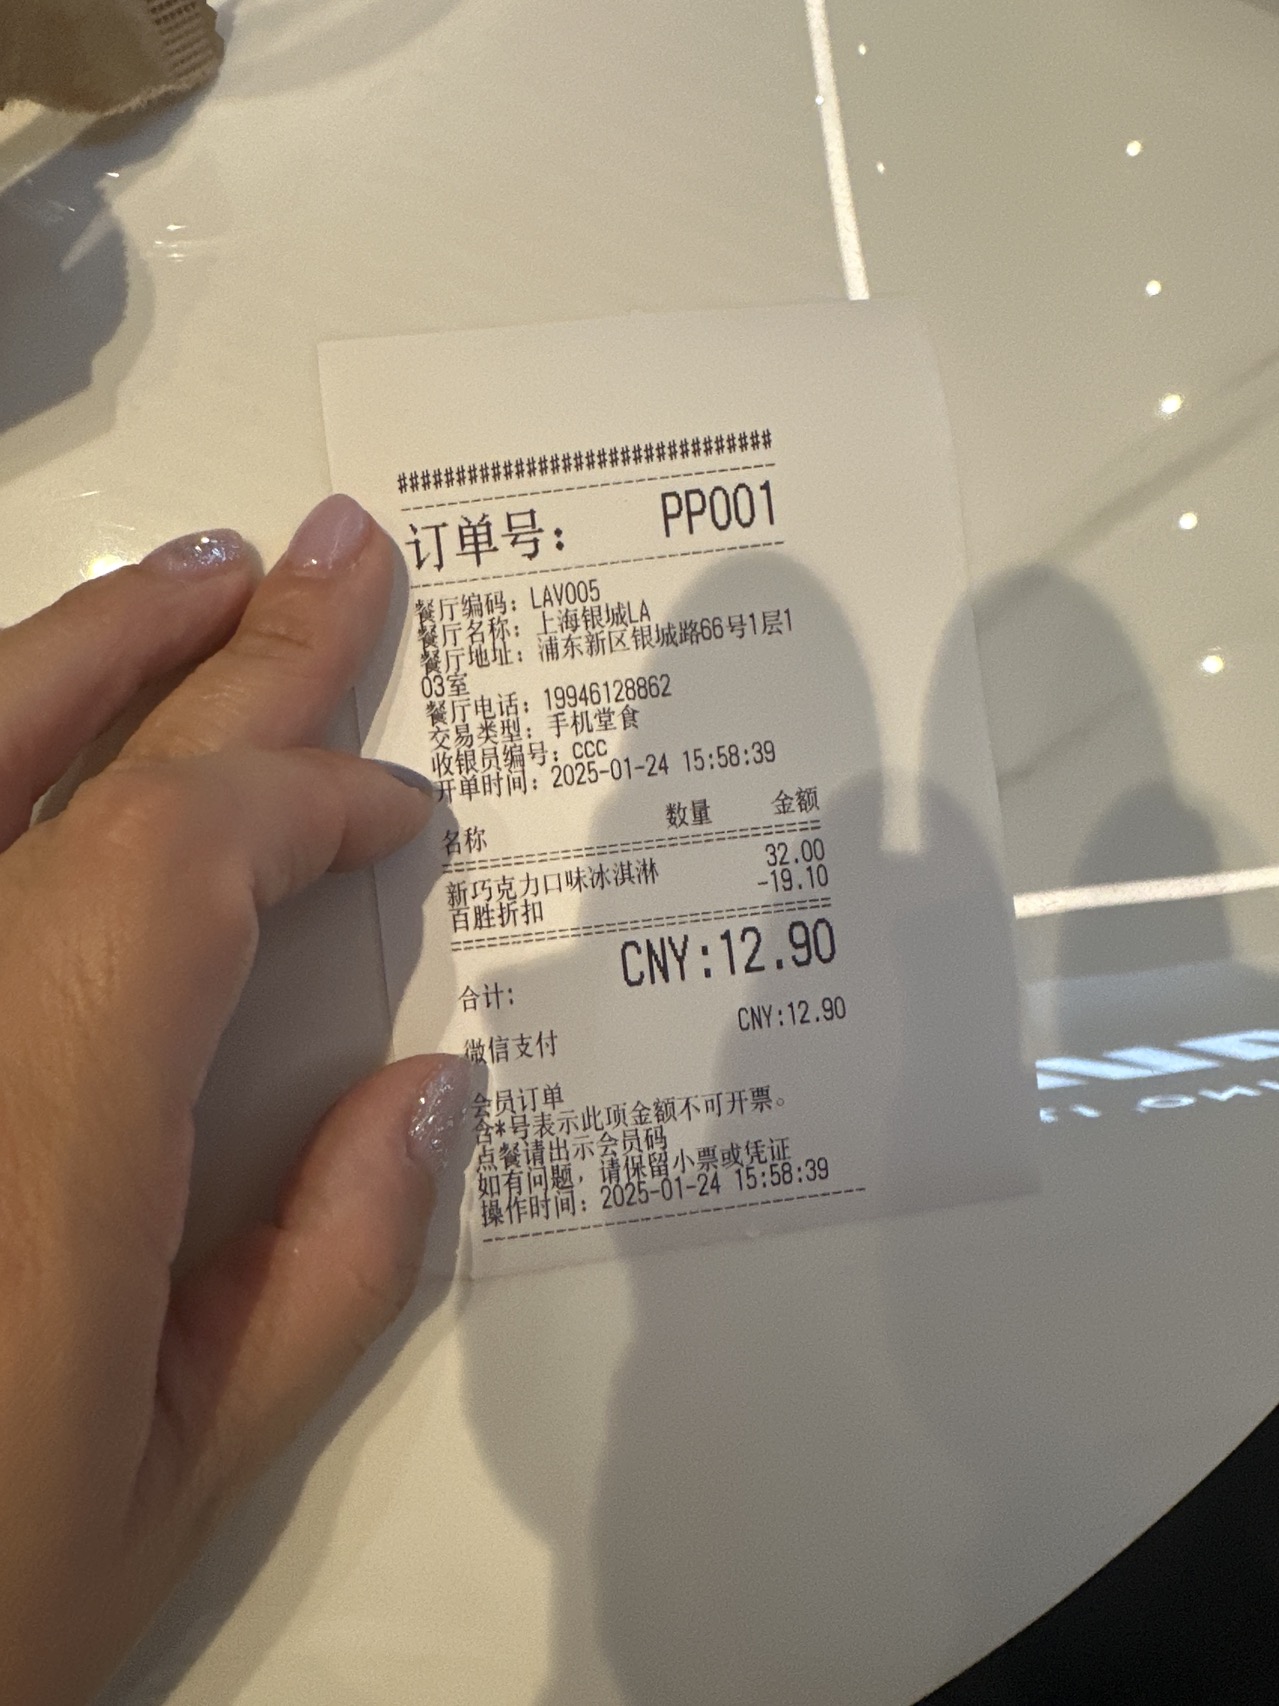 ################################
订单号： PP001
餐厅编码：LAV005
餐厅名称：上海银城LA
餐厅地址：浦东新区银城路66号1层1
03室
餐厅电话：19946128862
交易类型：手机堂食
收银员编号：ccc
开单时间：2025-01-24 15:58:39
名称 数量 金额
新巧克力口味冰淇淋 32.00
百胜折扣 -19.10
合计： CNY:12.90
微信支付 CNY:12.90
会员订单
含*号表示此项金额不可开票。
点餐请出示会员码
如有问题，请保留小票或凭证
操作时间：2025-01-24 15:58:39